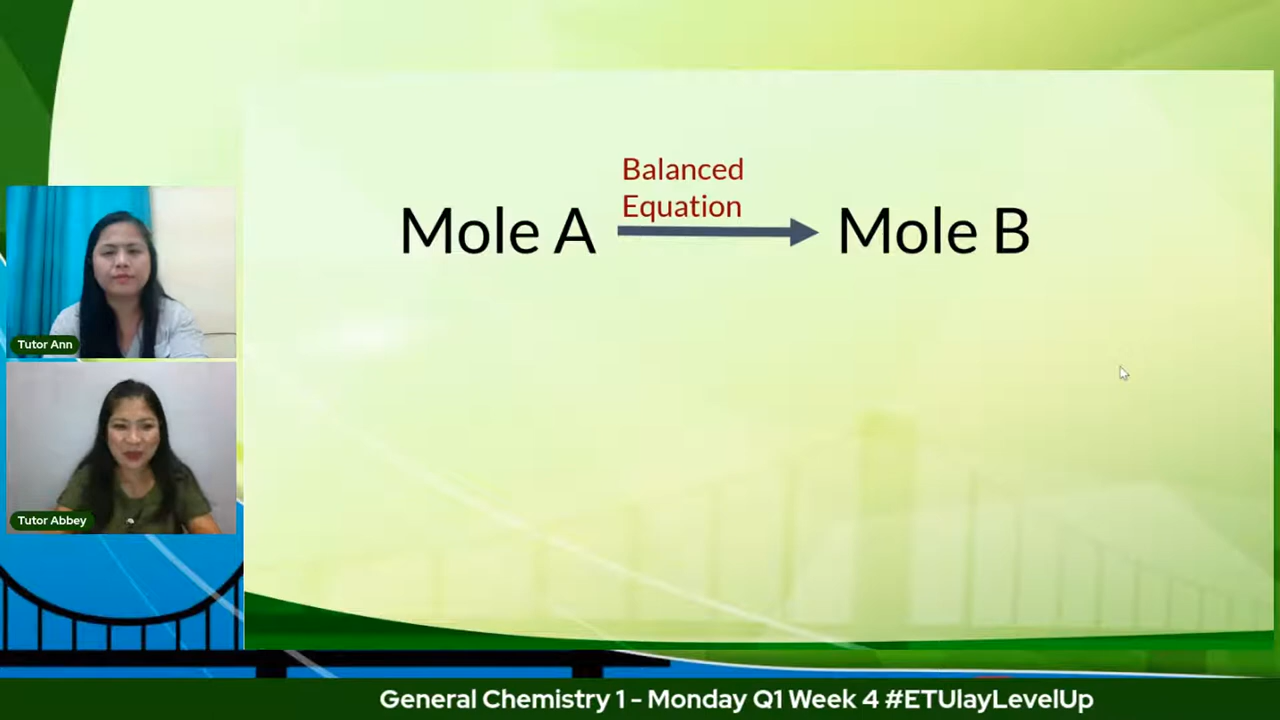 Balanced
Equation
Mole A
Mole B
Tutor Ann
Tutor Abbey
General Chemistry 1 - Monday Q1 Week 4 #ETUlayLevelUp